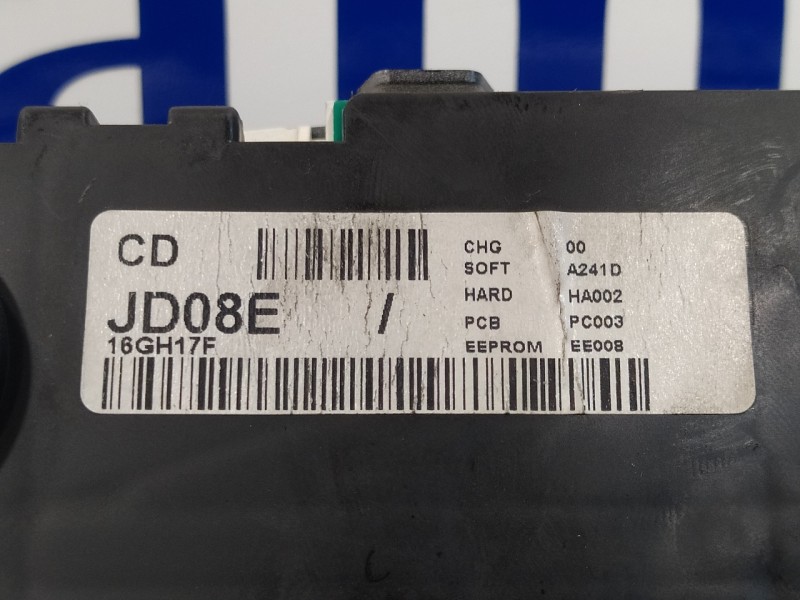 CD
CHG 00
SOFT A241D
JD08E /
HARD HA002
PCB PC003
16GH17F
EEPROM EE008